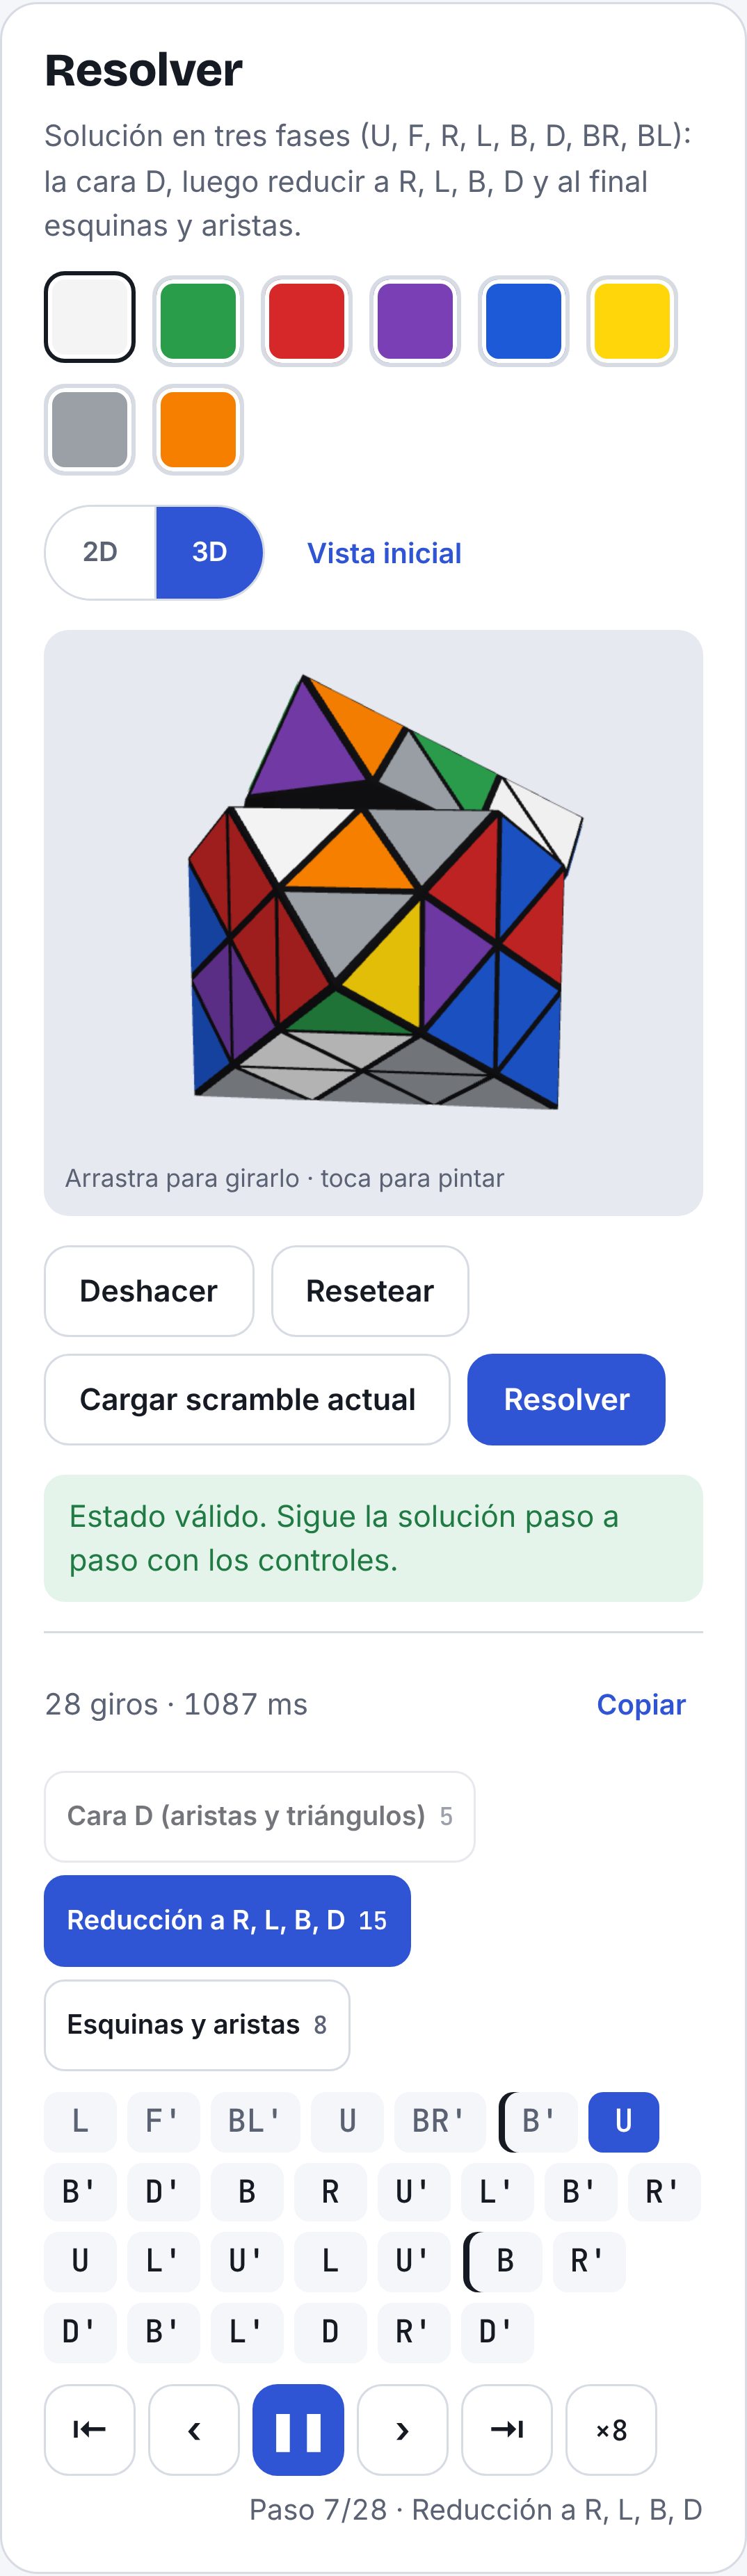 Resolver
Solución en tres fases (U, F, R, L, B, D, BR, BL):
la cara D, luego reducir a R, L, B, D y al final
esquinas y aristas.
2D 3D Vista inicial
Arrastra para girarlo · toca para pintar
Deshacer Resetear
Cargar scramble actual Resolver
Estado válido. Sigue la solución paso a
paso con los controles.
28 giros · 1087 ms Copiar
Cara D (aristas y triángulos) 5
Reducción a R, L, B, D 15
Esquinas y aristas 8
L F' BL' U BR' B' U
B' D' B R U' L' B' R'
U L' U' L U' B R'
D' B' L' D R' D'
×8
Paso 7/28 · Reducción a R, L, B, D